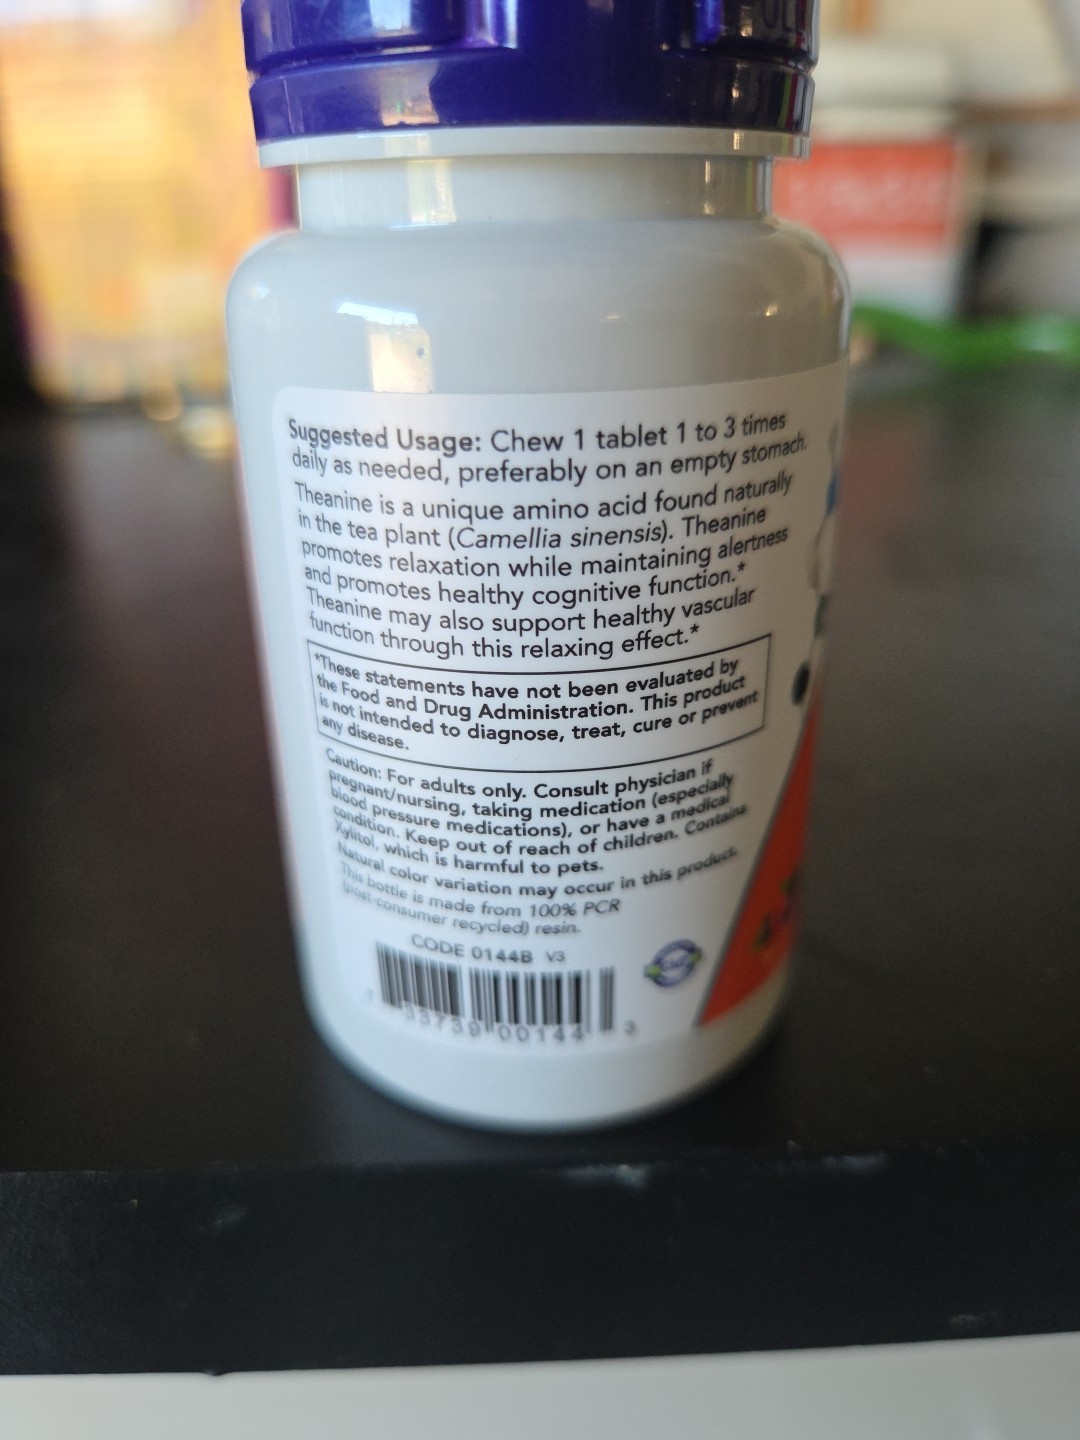 Suggested Usage: Chew 1 tablet 1 to 3 times
daily as needed, preferably on an empty stomach.
Theanine is a unique amino acid found naturally
in the tea plant (Camellia sinensis). Theanine
promotes relaxation while maintaining alertness
and promotes healthy cognitive function.*
Theanine may also support healthy vascular
function through this relaxing effect.*
*These statements have not been evaluated by
the Food and Drug Administration. This product
is not intended to diagnose, treat, cure or prevent
any disease.
Caution: For adults only. Consult physician if
pregnant/nursing, taking medication (especially
blood pressure medications), or have a medical
condition. Keep out of reach of children. Contains
Xylitol, which is harmful to pets.
Natural color variation may occur in this product.
This bottle is made from 100% PCR
(post-consumer recycled) resin.
CODE 0144B V3
7 33739 00144 3